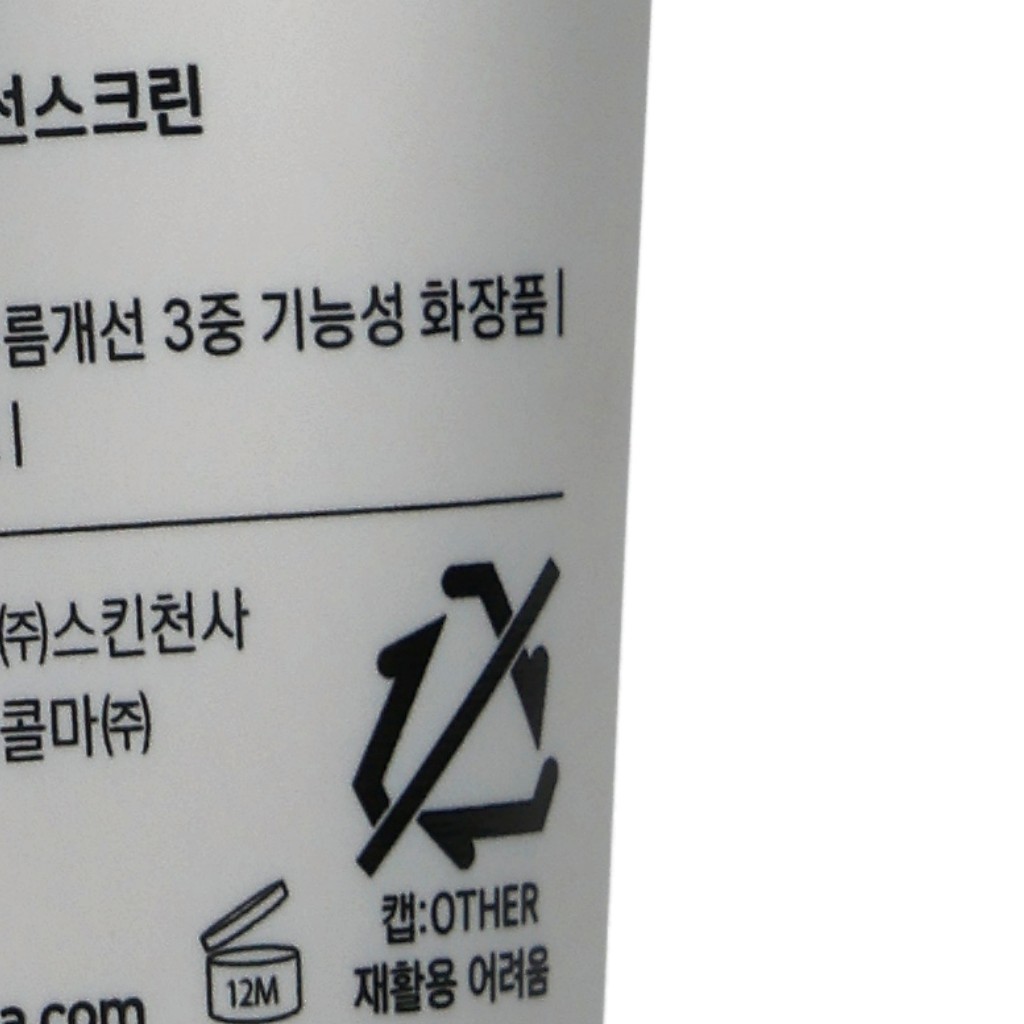 선스크린
름개선 3중 기능성 화장품|
|
㈜스킨천사
콜마㈜
캡:OTHER
재활용 어려움
12M
a.com